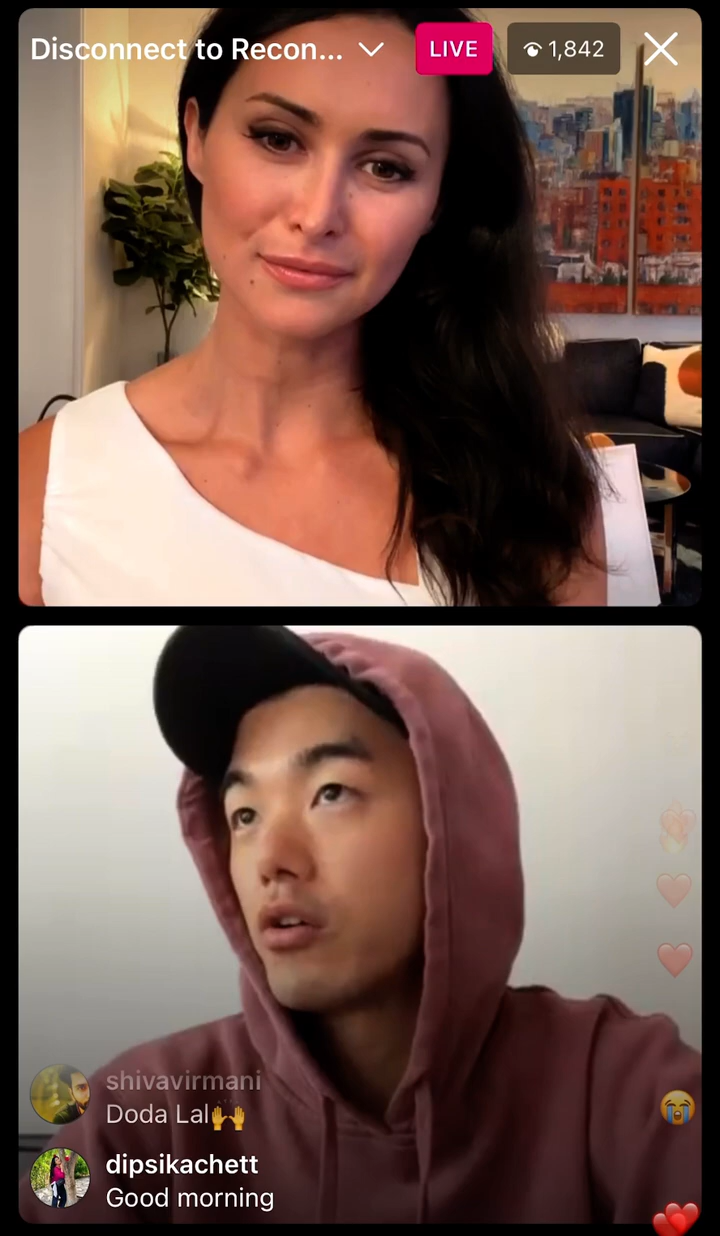 Disconnect to Recon... LIVE 1,842
shivavirmani
Doda Lal🙌
dipsikachett
Good morning